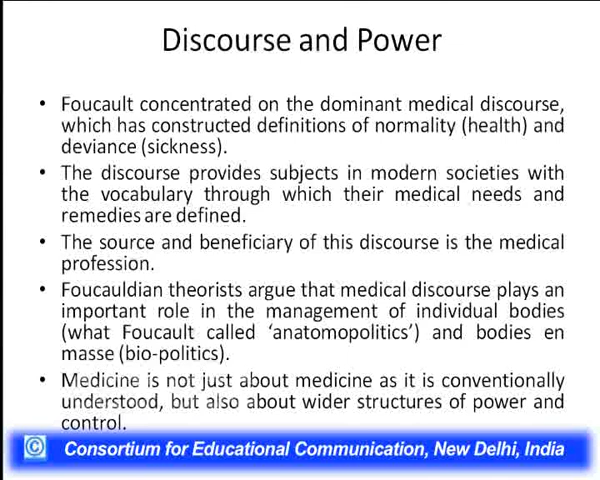 Discourse and Power
• Foucault concentrated on the dominant medical discourse,
which has constructed definitions of normality (health) and
deviance (sickness).
• The discourse provides subjects in modern societies with
the vocabulary through which their medical needs and
remedies are defined.
• The source and beneficiary of this discourse is the medical
profession.
• Foucauldian theorists argue that medical discourse plays an
important role in the management of individual bodies
(what Foucault called ‘anatomopolitics’) and bodies en
masse (bio-politics).
• Medicine is not just about medicine as it is conventionally
understood, but also about wider structures of power and
control.
© Consortium for Educational Communication, New Delhi, India